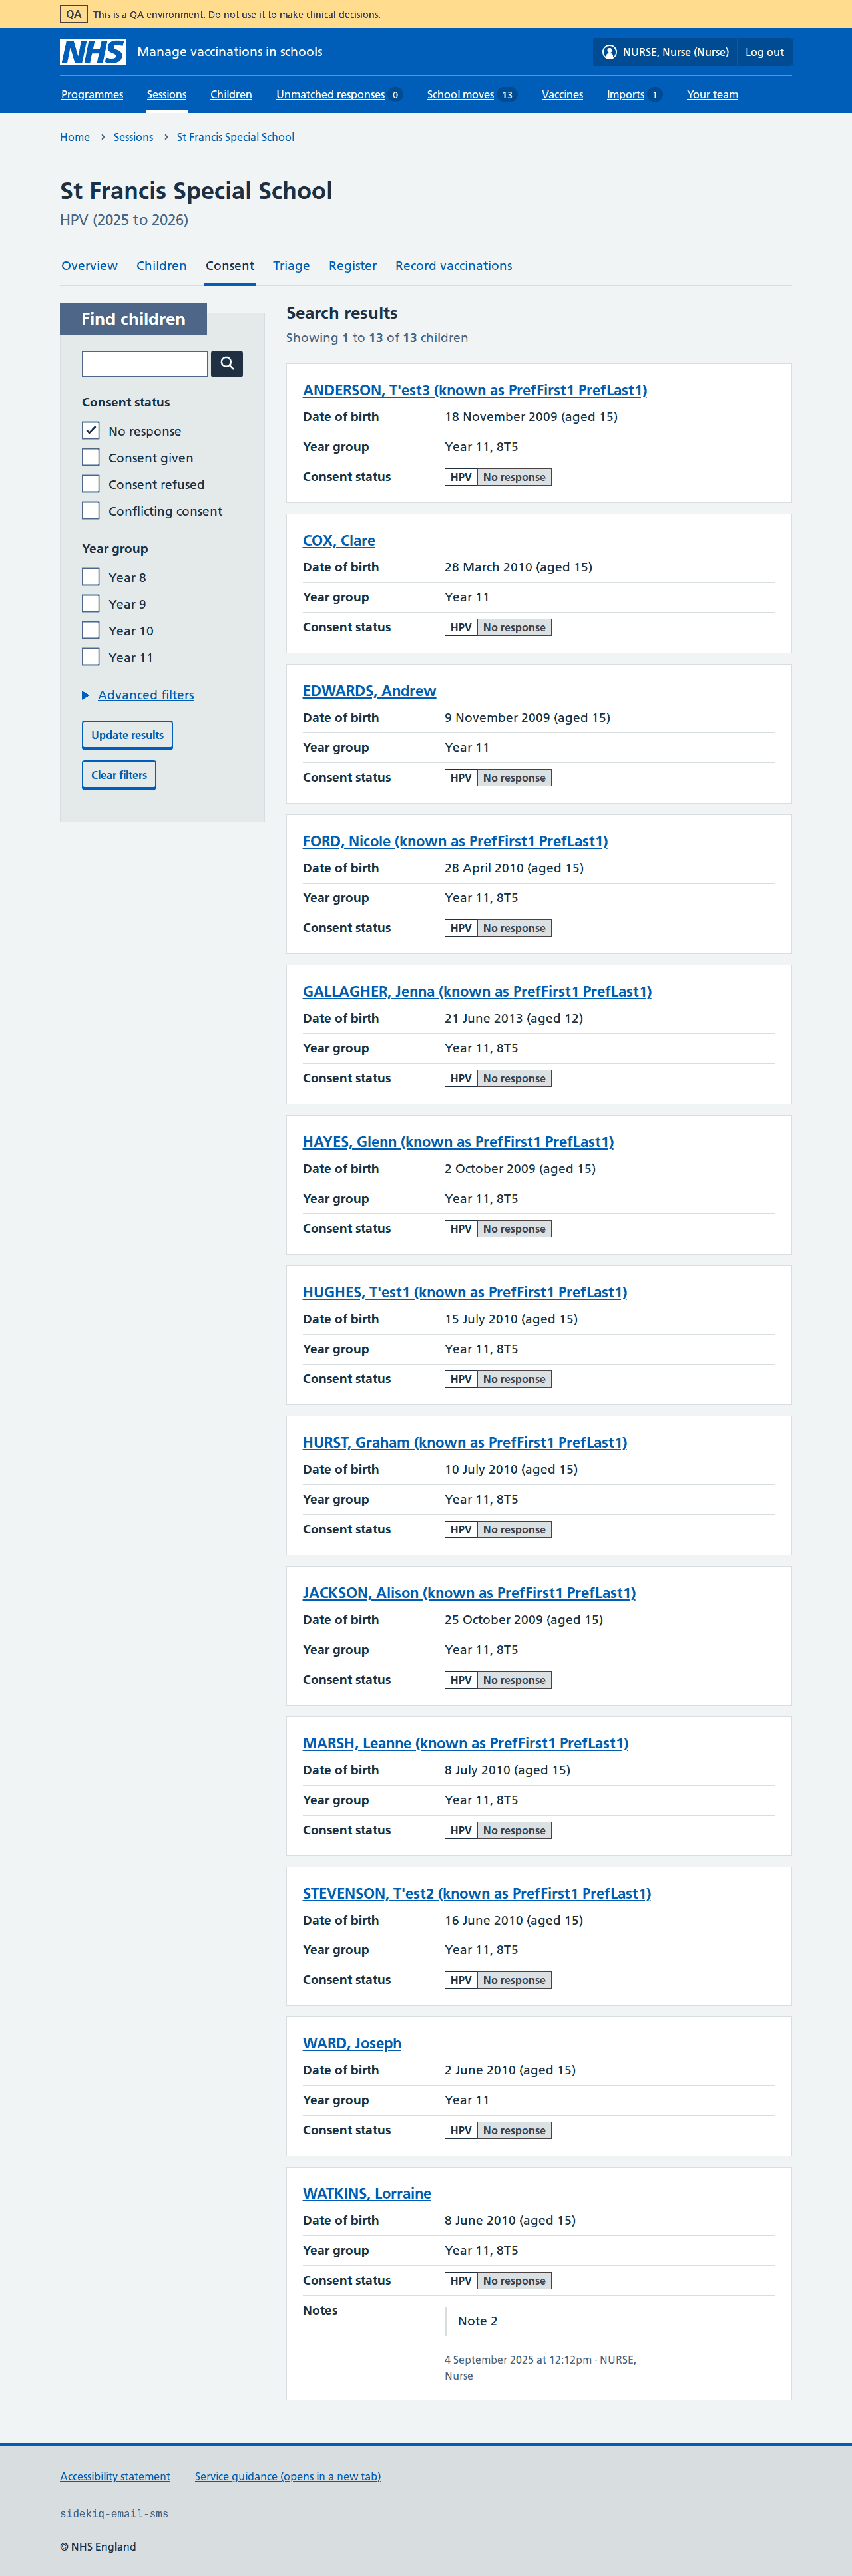 QA This is a QA environment. Do not use it to make clinical decisions.
NHS Manage vaccinations in schools NURSE, Nurse (Nurse) Log out
Programmes Sessions Children Unmatched responses 0 School moves 13 Vaccines Imports 1 Your team
Home Sessions St Francis Special School
St Francis Special School
HPV (2025 to 2026)
Overview Children Consent Triage Register Record vaccinations
Find children
Consent status
No response
Consent given
Consent refused
Conflicting consent
Year group
Year 8
Year 9
Year 10
Year 11
Advanced filters
Update results
Clear filters
Search results
Showing 1 to 13 of 13 children
ANDERSON, T'est3 (known as PrefFirst1 PrefLast1)
Date of birth 18 November 2009 (aged 15)
Year group Year 11, 8T5
Consent status HPV No response
COX, Clare
Date of birth 28 March 2010 (aged 15)
Year group Year 11
Consent status HPV No response
EDWARDS, Andrew
Date of birth 9 November 2009 (aged 15)
Year group Year 11
Consent status HPV No response
FORD, Nicole (known as PrefFirst1 PrefLast1)
Date of birth 28 April 2010 (aged 15)
Year group Year 11, 8T5
Consent status HPV No response
GALLAGHER, Jenna (known as PrefFirst1 PrefLast1)
Date of birth 21 June 2013 (aged 12)
Year group Year 11, 8T5
Consent status HPV No response
HAYES, Glenn (known as PrefFirst1 PrefLast1)
Date of birth 2 October 2009 (aged 15)
Year group Year 11, 8T5
Consent status HPV No response
HUGHES, T'est1 (known as PrefFirst1 PrefLast1)
Date of birth 15 July 2010 (aged 15)
Year group Year 11, 8T5
Consent status HPV No response
HURST, Graham (known as PrefFirst1 PrefLast1)
Date of birth 10 July 2010 (aged 15)
Year group Year 11, 8T5
Consent status HPV No response
JACKSON, Alison (known as PrefFirst1 PrefLast1)
Date of birth 25 October 2009 (aged 15)
Year group Year 11, 8T5
Consent status HPV No response
MARSH, Leanne (known as PrefFirst1 PrefLast1)
Date of birth 8 July 2010 (aged 15)
Year group Year 11, 8T5
Consent status HPV No response
STEVENSON, T'est2 (known as PrefFirst1 PrefLast1)
Date of birth 16 June 2010 (aged 15)
Year group Year 11, 8T5
Consent status HPV No response
WARD, Joseph
Date of birth 2 June 2010 (aged 15)
Year group Year 11
Consent status HPV No response
WATKINS, Lorraine
Date of birth 8 June 2010 (aged 15)
Year group Year 11, 8T5
Consent status HPV No response
Notes Note 2
4 September 2025 at 12:12pm · NURSE,
Nurse
Accessibility statement Service guidance (opens in a new tab)
sidekiq-email-sms
© NHS England